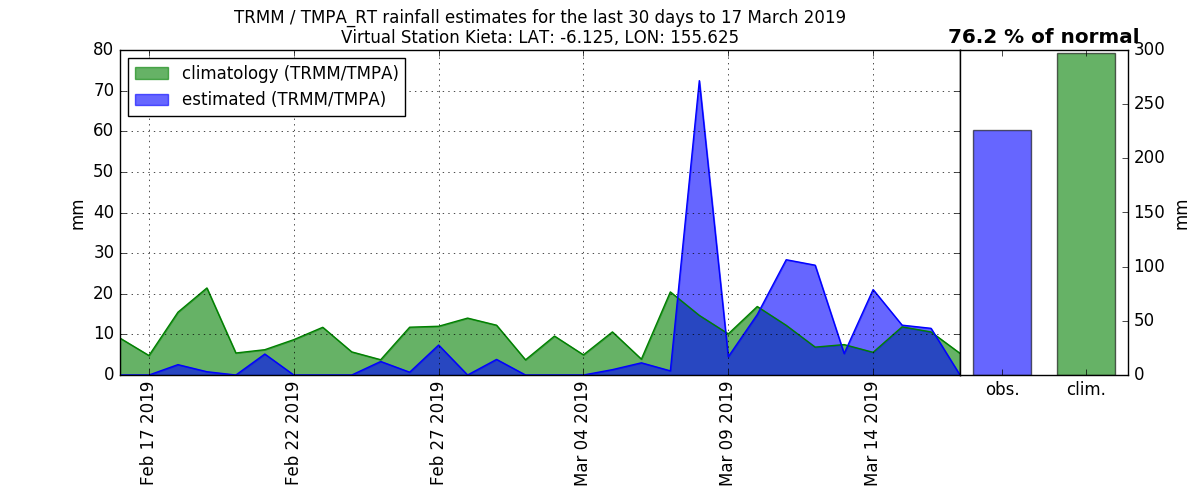 TRMM / TMPA_RT rainfall estimates for the last 30 days to 17 March 2019
Virtual Station Kieta: LAT: -6.125, LON: 155.625
76.2 % of normal
climatology (TRMM/TMPA)
estimated (TRMM/TMPA)
80
70
60
50
40
30
20
10
0
mm
Feb 17 2019
Feb 22 2019
Feb 27 2019
Mar 04 2019
Mar 09 2019
Mar 14 2019
300
250
200
150
100
50
0
mm
obs.
clim.